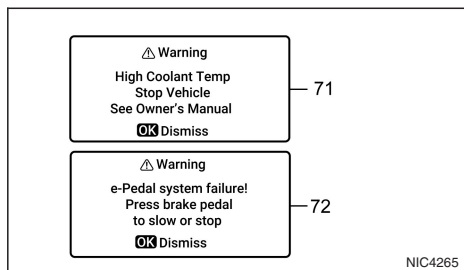 ⚠ Warning
High Coolant Temp
Stop Vehicle
See Owner's Manual
OK Dismiss
71
⚠ Warning
e-Pedal system failure!
Press brake pedal
to slow or stop
OK Dismiss
72
NIC4265